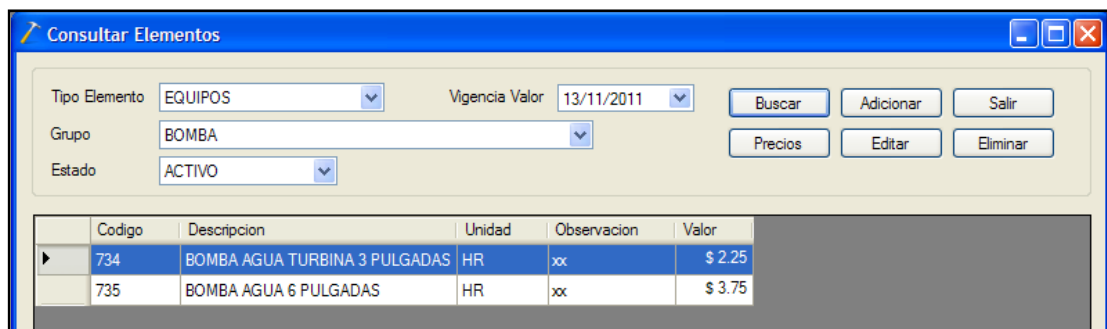 Consultar Elementos
Tipo Elemento EQUIPOS Vigencia Valor 13/11/2011 Buscar Adicionar Salir
Grupo BOMBA Precios Editar Eliminar
Estado ACTIVO
Codigo Descripcion Unidad Observacion Valor
734 BOMBA AGUA TURBINA 3 PULGADAS HR xx $ 2.25
735 BOMBA AGUA 6 PULGADAS HR xx $ 3.75